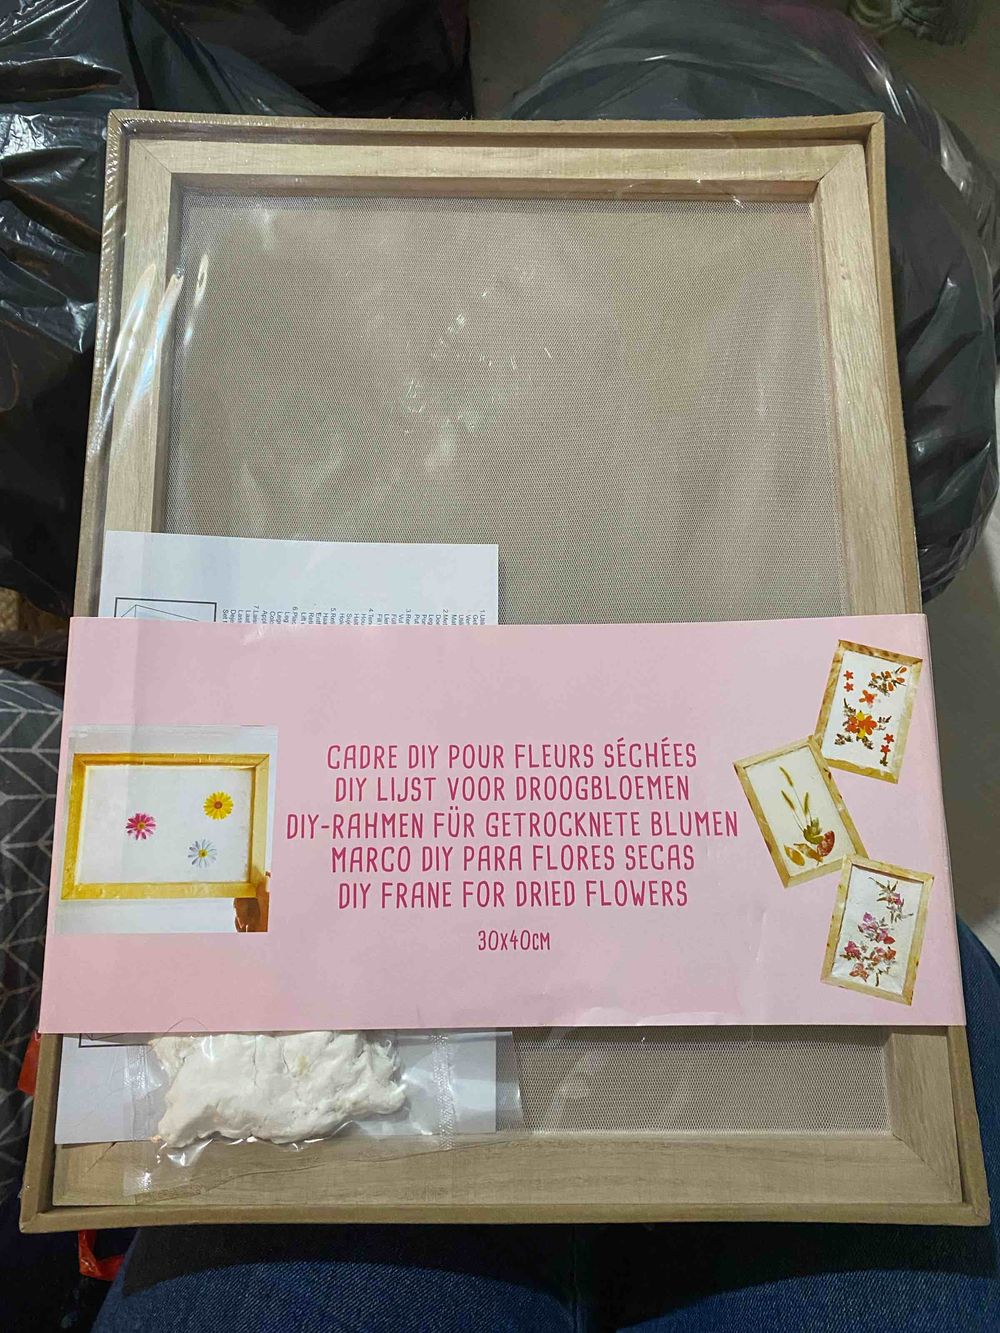 CADRE DIY POUR FLEURS SÉCHÉES
DIY LIJST VOOR DROOGBLOEMEN
DIY-RAHMEN FÜR GETROCKNETE BLUMEN
MARCO DIY PARA FLORES SECAS
DIY FRANE FOR DRIED FLOWERS
30x40CM